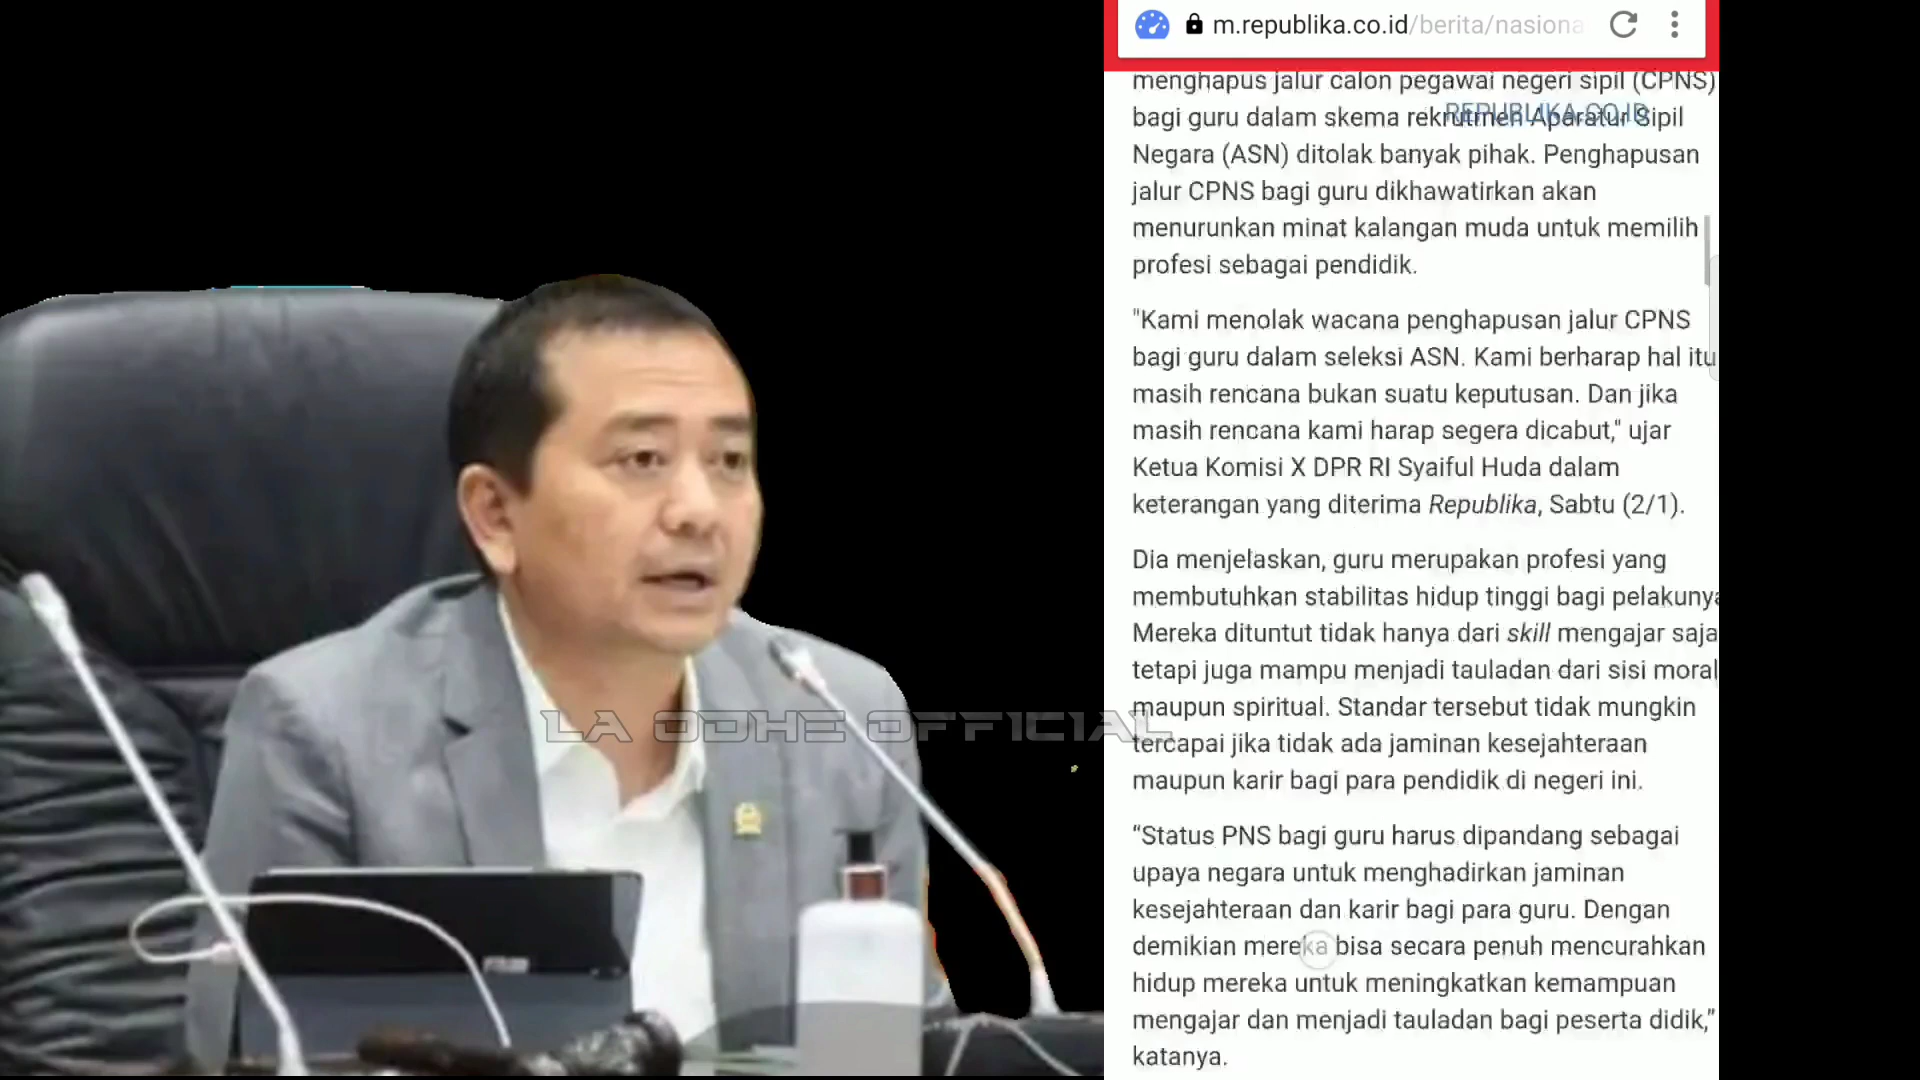 m.republika.co.id/berita/nasiona
menghapus jalur calon pegawai negeri sipil (CPNS)
REPUBLIKA.CO.ID
bagi guru dalam skema rekrutmen Aparatur Sipil
Negara (ASN) ditolak banyak pihak. Penghapusan
jalur CPNS bagi guru dikhawatirkan akan
menurunkan minat kalangan muda untuk memilih
profesi sebagai pendidik.
"Kami menolak wacana penghapusan jalur CPNS
bagi guru dalam seleksi ASN. Kami berharap hal itu
masih rencana bukan suatu keputusan. Dan jika
masih rencana kami harap segera dicabut," ujar
Ketua Komisi X DPR RI Syaiful Huda dalam
keterangan yang diterima Republika, Sabtu (2/1).
Dia menjelaskan, guru merupakan profesi yang
membutuhkan stabilitas hidup tinggi bagi pelakunya
Mereka dituntut tidak hanya dari skill mengajar saja
tetapi juga mampu menjadi tauladan dari sisi moral
maupun spiritual. Standar tersebut tidak mungkin
tercapai jika tidak ada jaminan kesejahteraan
maupun karir bagi para pendidik di negeri ini.
“Status PNS bagi guru harus dipandang sebagai
upaya negara untuk menghadirkan jaminan
kesejahteraan dan karir bagi para guru. Dengan
demikian mereka bisa secara penuh mencurahkan
hidup mereka untuk meningkatkan kemampuan
mengajar dan menjadi tauladan bagi peserta didik,”
katanya.
LA ODHE OFFICIAL